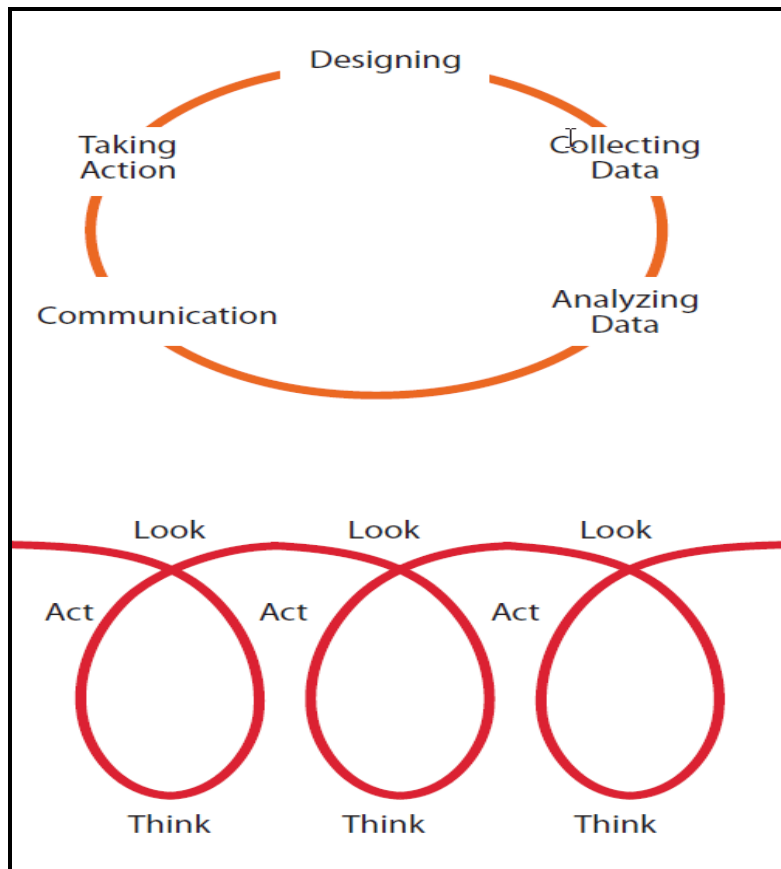 Designing
Taking
Action
Collecting
Data
Communication
Analyzing
Data
Look
Look
Look
Act
Act
Act
Think
Think
Think